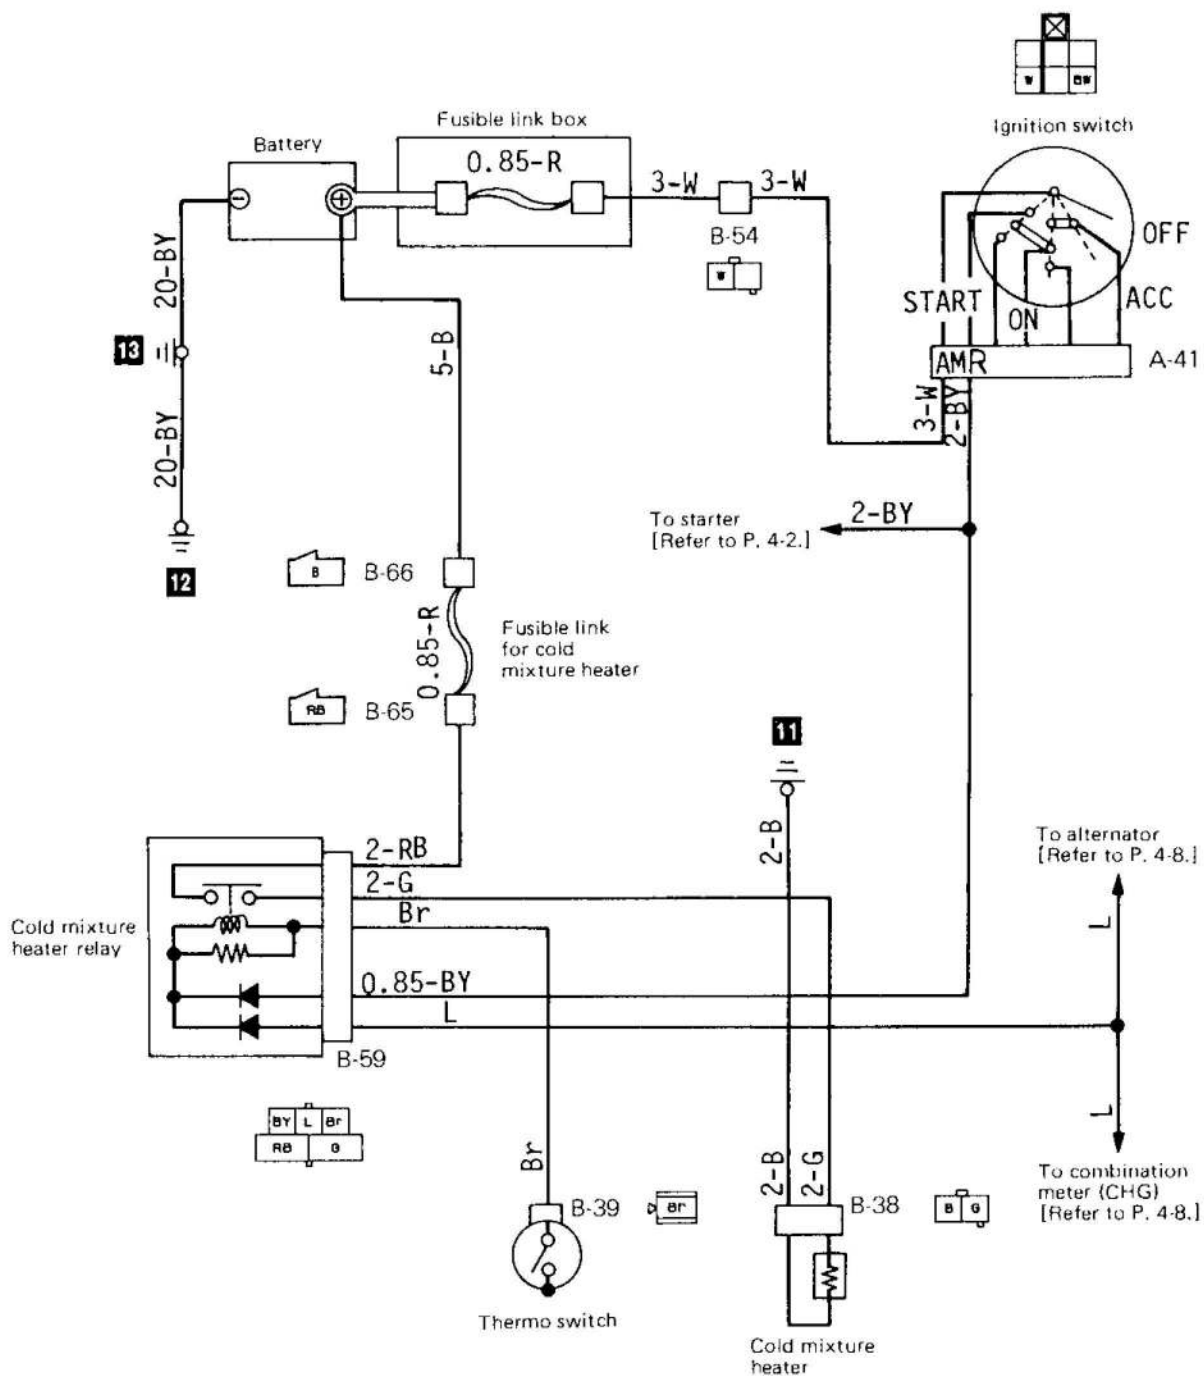 W
BW
Ignition switch
Fusible link box
Battery
0.85-R
3-W
3-W
B-54
W
OFF
START
ACC
ON
20-BY
13
5-B
AMR
A-41
3-W
2-BY
20-BY
To starter
[Refer to P. 4-2.]
2-BY
12
B
B-66
0.85-R
Fusible link
for cold
mixture heater
RB
B-65
11
2-B
2-RB
2-G
Br
Cold mixture
heater relay
0.85-BY
L
B-59
To alternator
[Refer to P. 4-8.]
L
L
BY L Br
RB G
Br
2-B
2-G
B-39
Br
B-38
B G
To combination
meter (CHG)
[Refer to P. 4-8.]
Thermo switch
Cold mixture
heater